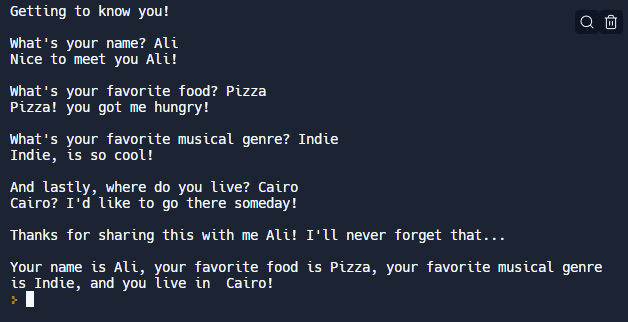 Getting to know you!
What's your name? Ali
Nice to meet you Ali!
What's your favorite food? Pizza
Pizza! you got me hungry!
What's your favorite musical genre? Indie
Indie, is so cool!
And lastly, where do you live? Cairo
Cairo? I'd like to go there someday!
Thanks for sharing this with me Ali! I'll never forget that...
Your name is Ali, your favorite food is Pizza, your favorite musical genre
is Indie, and you live in  Cairo!